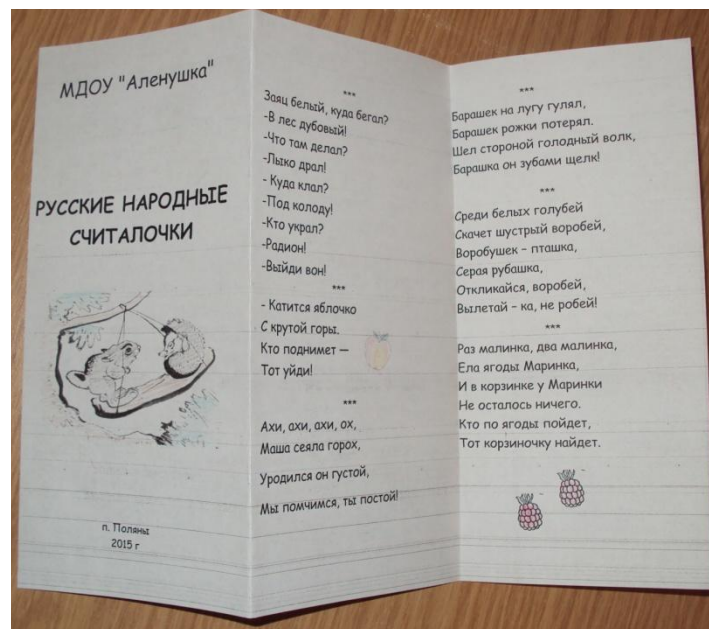 МДОУ "Аленушка"
РУССКИЕ НАРОДНЫЕ
СЧИТАЛОЧКИ
п. Поляны
2015 г
***
Заяц белый, куда бегал?
-В лес дубовый!
-Что там делал?
-Лыко драл!
- Куда клал?
-Под колоду!
-Кто украл?
-Радион!
-Выйди вон!
***
- Катится яблочко
С крутой горы.
Кто поднимет —
Тот уйди!
***
Ахи, ахи, ахи, ох,
Маша сеяла горох,
Уродился он густой,
Мы помчимся, ты постой!
***
Барашек на лугу гулял,
Барашек рожки потерял.
Шел стороной голодный волк,
Барашка он зубами щелк!
***
Среди белых голубей
Скачет шустрый воробей,
Воробушек – пташка,
Серая рубашка,
Откликайся, воробей,
Вылетай – ка, не робей!
***
Раз малинка, два малинка,
Ела ягоды Маринка,
И в корзинке у Маринки
Не осталось ничего.
Кто по ягоды пойдет,
Тот корзиночку найдет.